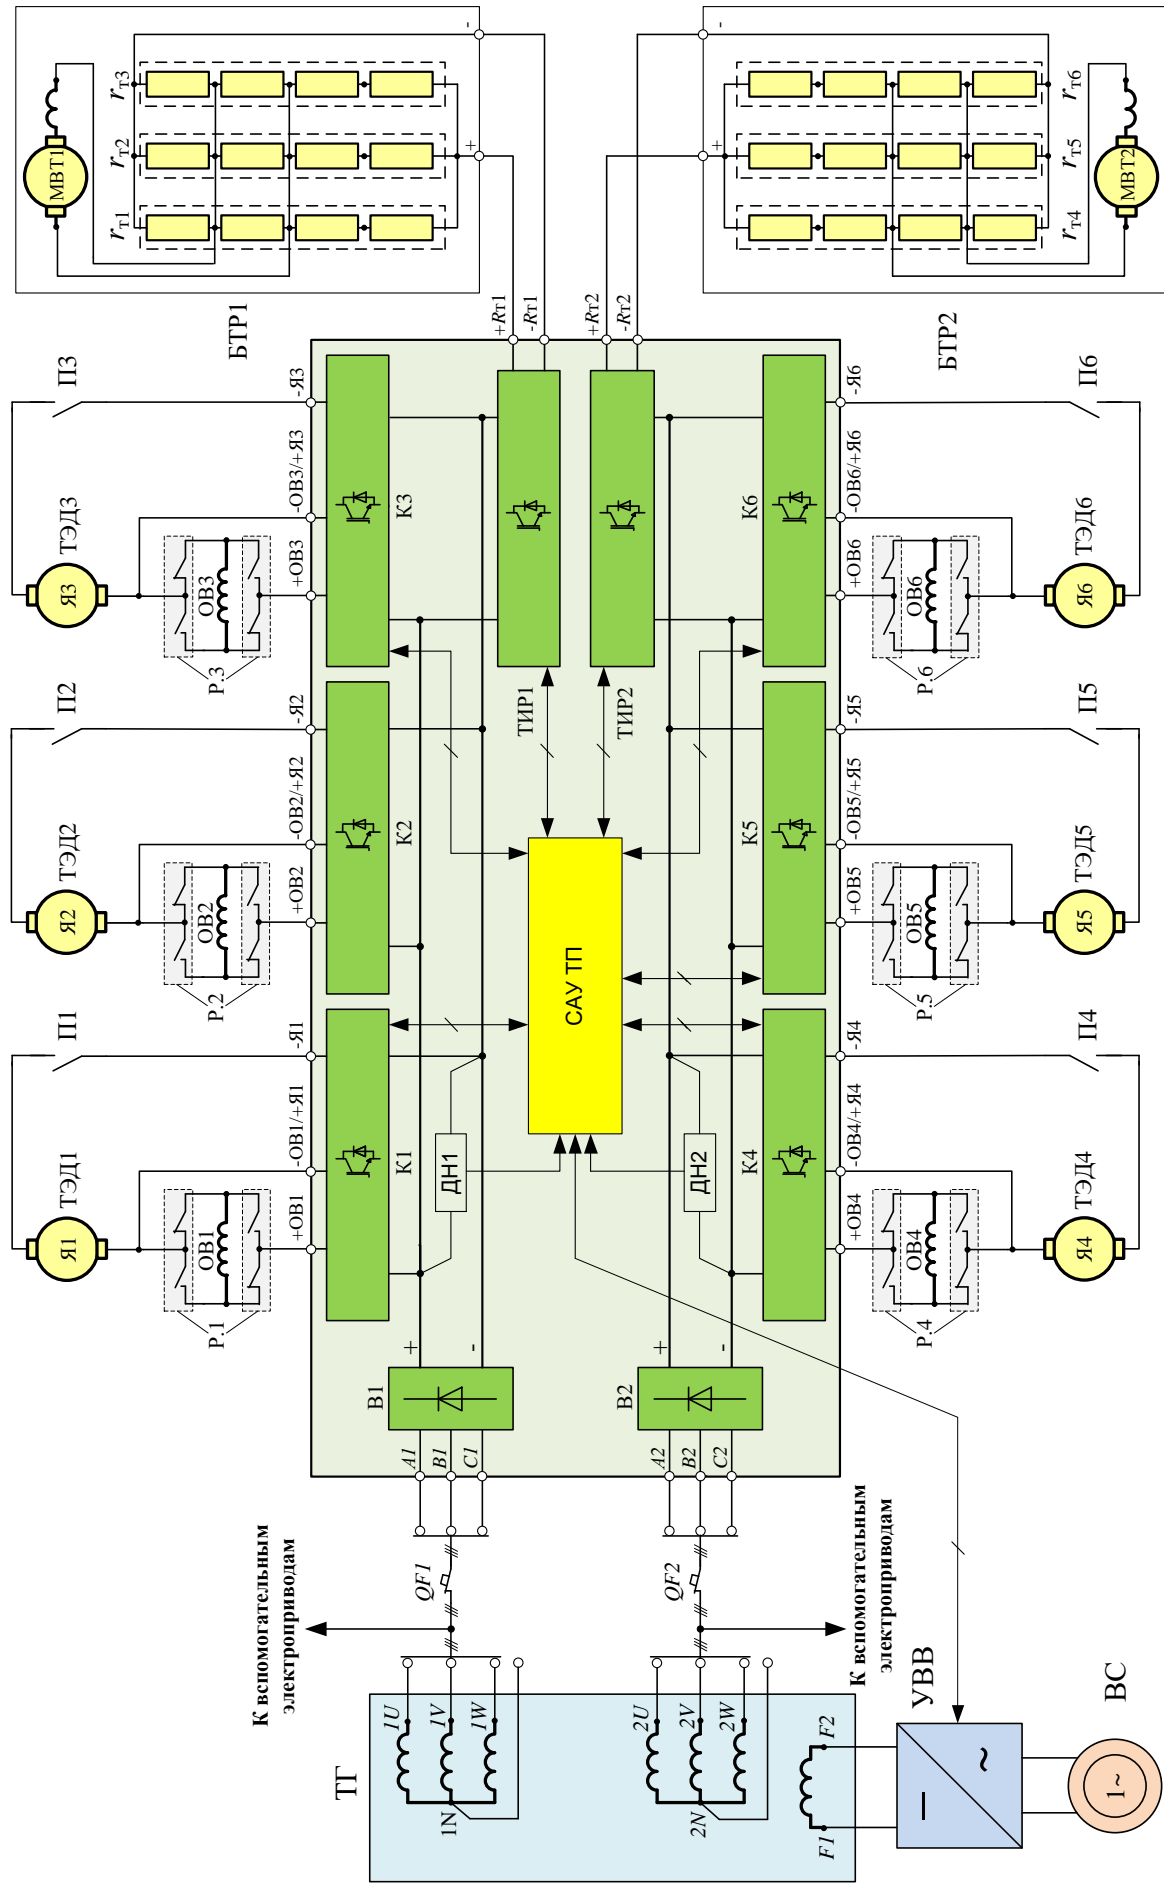 ТГ
1U
1V
1W
1N
2U
2V
2W
2N
F1
F2
УВВ
—
~
ВС
1~
К вспомогательным
электроприводам
QF1
К вспомогательным
электроприводам
QF2
A1
B1
C1
A2
B2
C2
В1
+
-
В2
+
-
ДН1
ДН2
САУ ТП
К1
К2
К3
К4
К5
К6
ТИР1
ТИР2
ТЭД1
Я1
ОВ1
Р.1
П1
+ОВ1
-ОВ1/+Я1
-Я1
ТЭД2
Я2
ОВ2
Р.2
П2
+ОВ2
-ОВ2/+Я2
-Я2
ТЭД3
Я3
ОВ3
Р.3
П3
+ОВ3
-ОВ3/+Я3
-Я3
+ОВ4
-ОВ4/+Я4
-Я4
ОВ4
Р.4
П4
Я4
ТЭД4
+ОВ5
-ОВ5/+Я5
-Я5
ОВ5
Р.5
П5
Я5
ТЭД5
+ОВ6
-ОВ6/+Я6
-Я6
ОВ6
Р.6
П6
Я6
ТЭД6
+Rт1
-Rт1
+Rт2
-Rт2
БТР1
МВТ1
rт1
rт2
rт3
+
-
БТР2
МВТ2
rт4
rт5
rт6
+
-